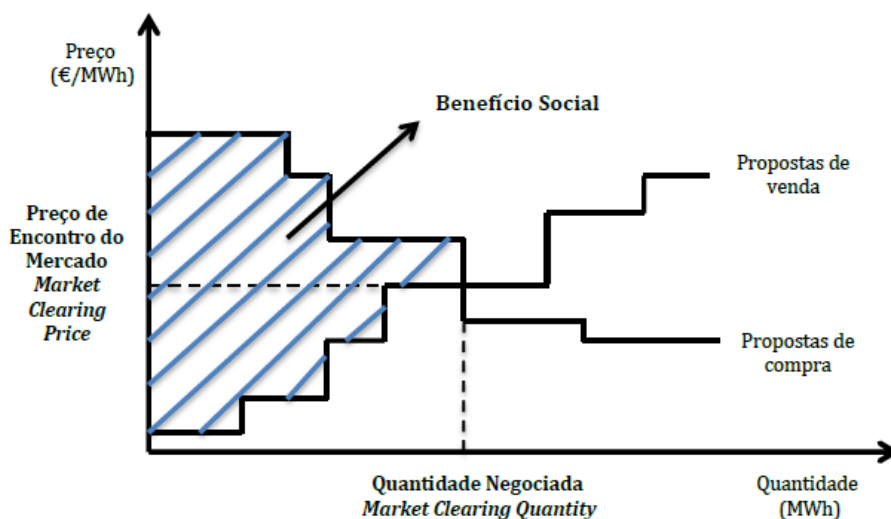 Preço
(€/MWh)
Benefício Social
Propostas de
venda
Preço de
Encontro do
Mercado
Market
Clearing
Price
Propostas de
compra
Quantidade Negociada
Market Clearing Quantity
Quantidade
(MWh)